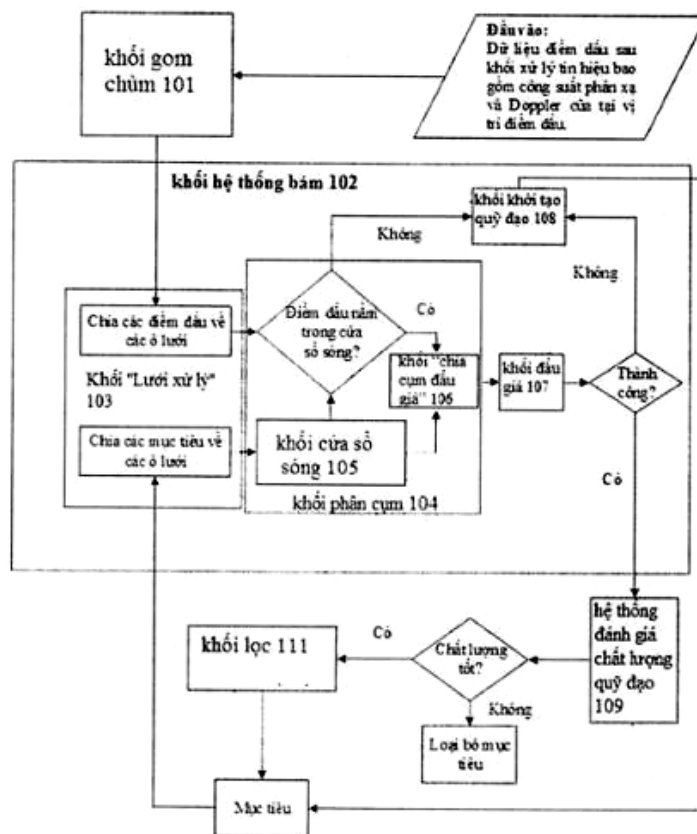 khối gom
chùm 101
Đầu vào:
Dữ liệu điểm dấu sau
khối xử lý tín hiệu bao
gồm công suất phản xạ
và Doppler của tại vị
trí điểm dấu.
khối hệ thống bám 102
khối khởi tạo
quỹ đạo 108
Không
Không
Chia các điểm dấu về
các ô lưới
Điểm dấu nằm
trong cửa
sổ sóng?
Có
Khối "Lưới xử lý"
103
khối "chia
cụm đấu
giá" 106
khối đấu
giá 107
Thành
công?
Chia các mục tiêu về
các ô lưới
khối cửa sổ
sóng 105
khối phân cụm 104
Có
khối lọc 111
Có
Chất lượng
tốt?
hệ thống
đánh giá
chất lượng
quỹ đạo
109
Không
Loại bỏ mục
tiêu
Mục tiêu